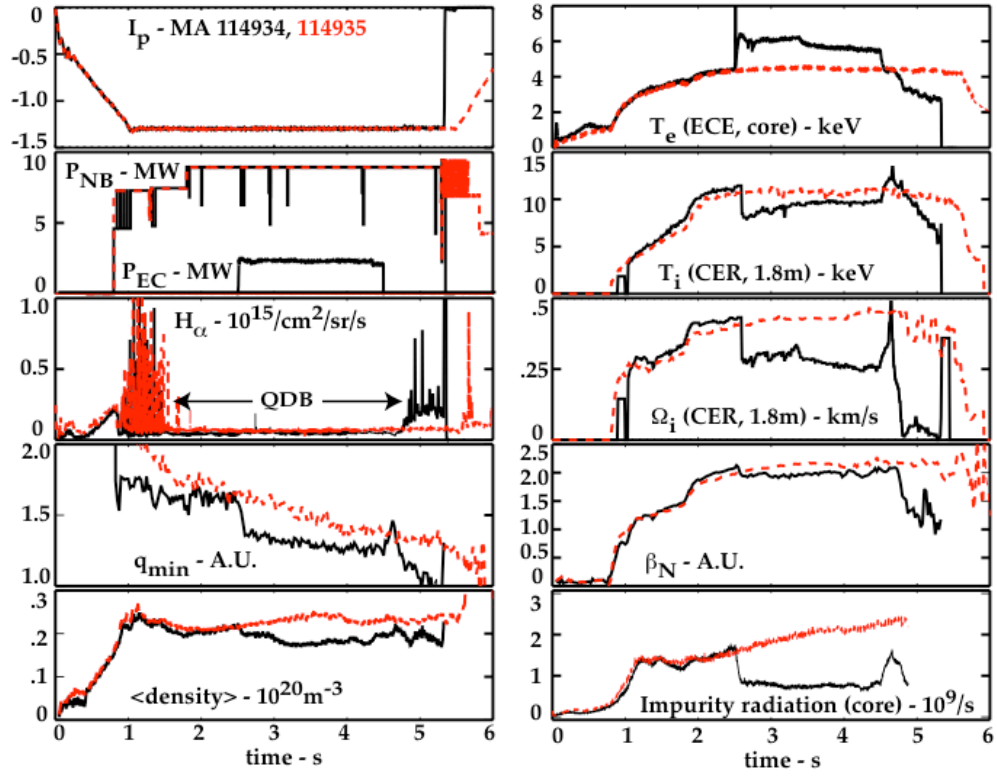 I_p - MA 114934, 114935
0
-0.5
-1.0
-1.5
P_NB - MW
P_EC - MW
10
5
0
H_α - 10^15/cm^2/sr/s
QDB
1.0
0.5
0
q_min - A.U.
2.0
1.5
1.0
<density> - 10^20m^-3
.3
.2
.1
0
0 1 2 3 4 5 6
time - s
8
6
4
2
0
T_e (ECE, core) - keV
15
10
5
0
T_i (CER, 1.8m) - keV
.5
.25
0
Ω_i (CER, 1.8m) - km/s
2.5
2.0
1.5
1.0
0.5
0
β_N - A.U.
3
2
1
0
Impurity radiation (core) - 10^9/s
0 1 2 3 4 5 6
time - s